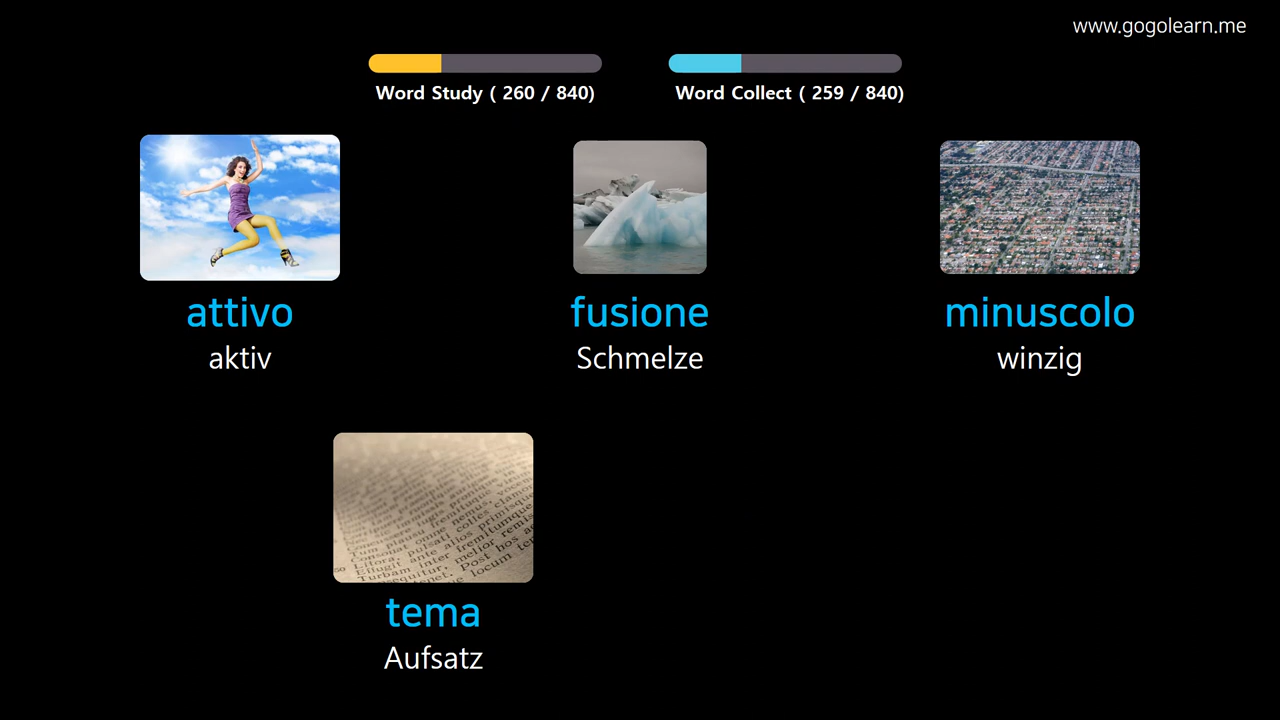 www.gogolearn.me
Word Study ( 260 / 840)
Word Collect ( 259 / 840)
attivo
aktiv
fusione
Schmelze
minuscolo
winzig
tema
Aufsatz